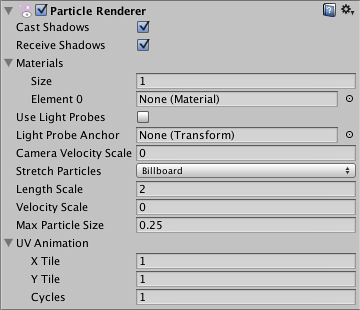 Particle Renderer
Cast Shadows
Receive Shadows
Materials
Size 1
Element 0 None (Material)
Use Light Probes
Light Probe Anchor None (Transform)
Camera Velocity Scale 0
Stretch Particles Billboard
Length Scale 2
Velocity Scale 0
Max Particle Size 0.25
UV Animation
X Tile 1
Y Tile 1
Cycles 1